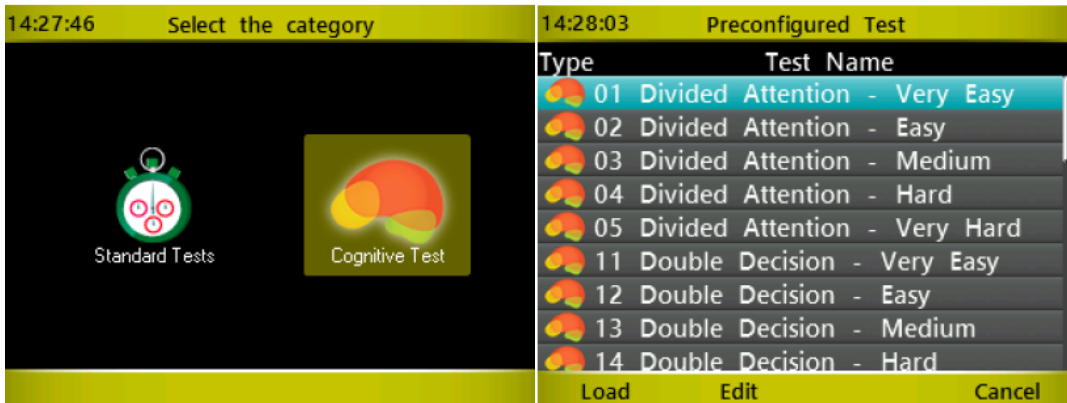 14:27:46 Select the category
Standard Tests
Cognitive Test
14:28:03 Preconfigured Test
Type Test Name
01 Divided Attention - Very Easy
02 Divided Attention - Easy
03 Divided Attention - Medium
04 Divided Attention - Hard
05 Divided Attention - Very Hard
11 Double Decision - Very Easy
12 Double Decision - Easy
13 Double Decision - Medium
14 Double Decision - Hard
Load Edit Cancel